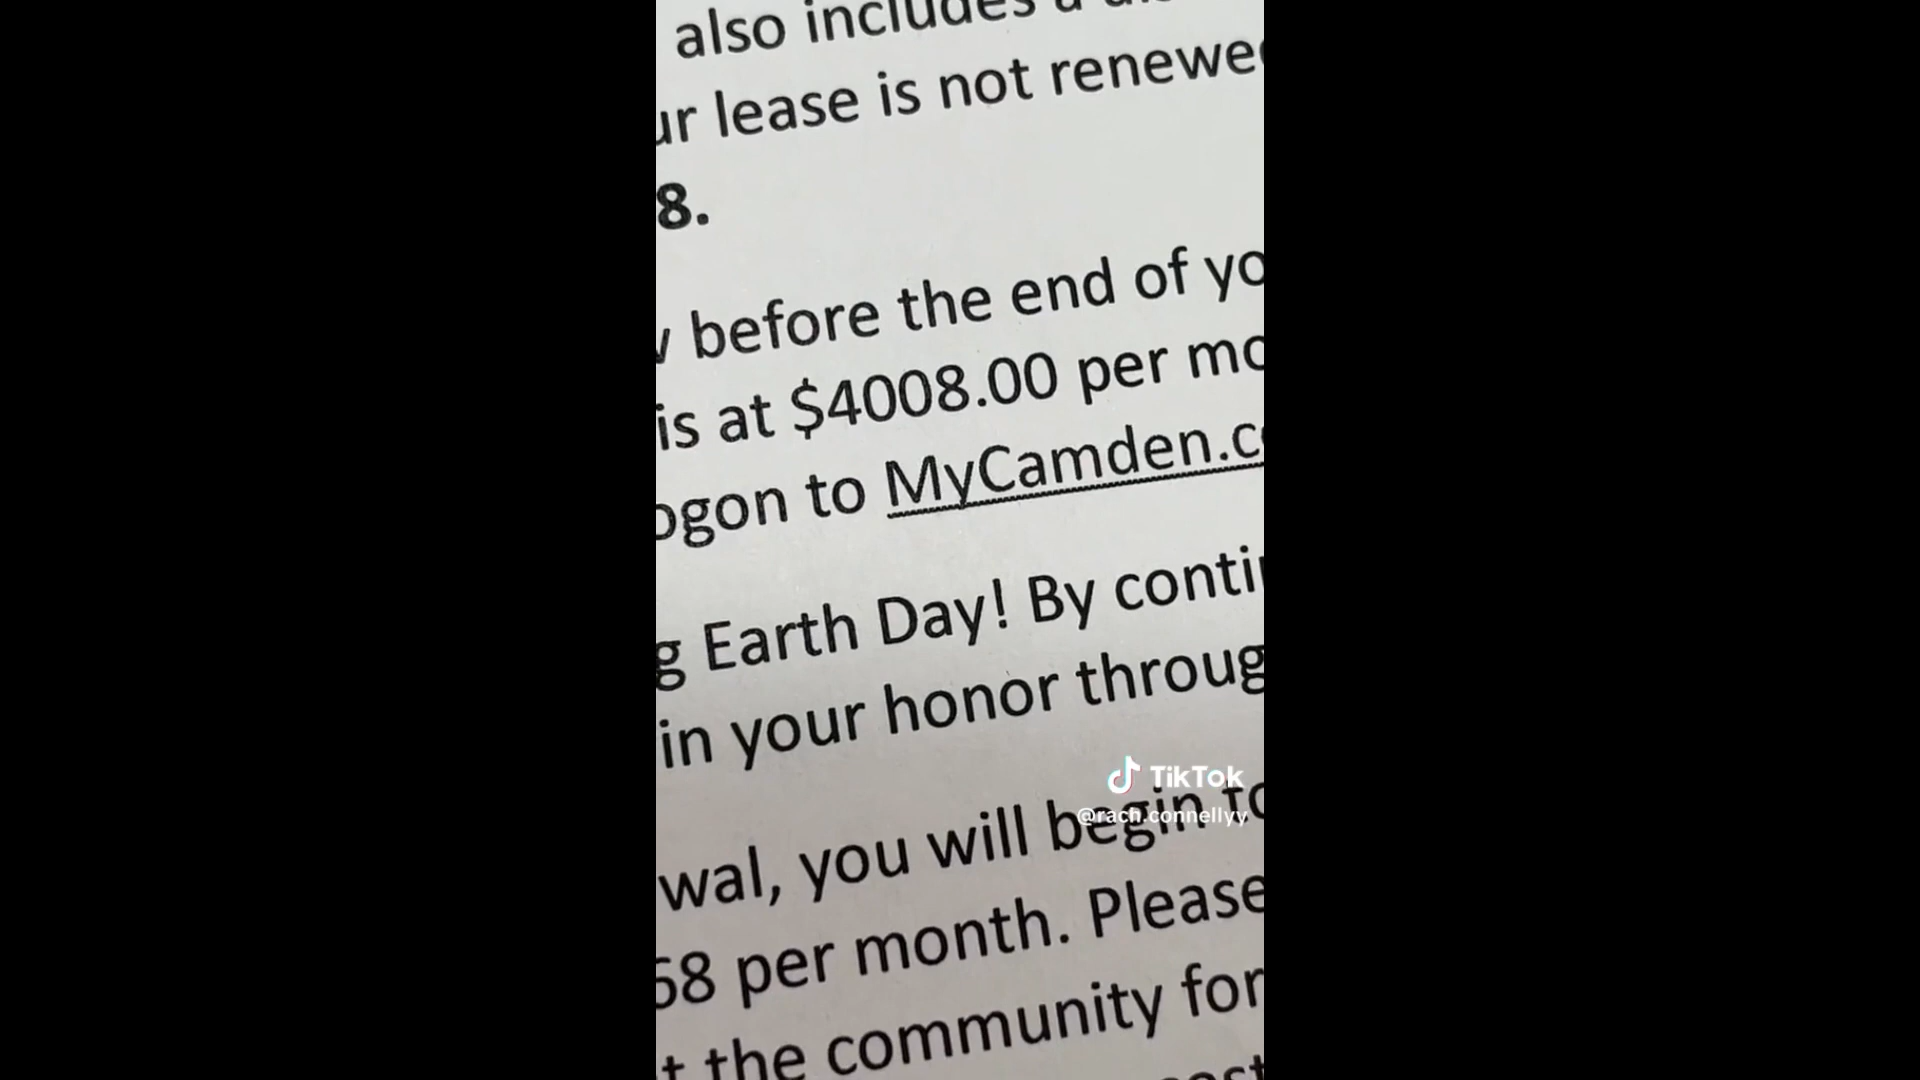 also includes a
ur lease is not renewe
8.
before the end of yo
is at $4008.00 per mo
ogon to MyCamden.c
g Earth Day! By conti
in your honor throug
TikTok
@rach.connellyy
wal, you will begin to
68 per month. Please
the community for